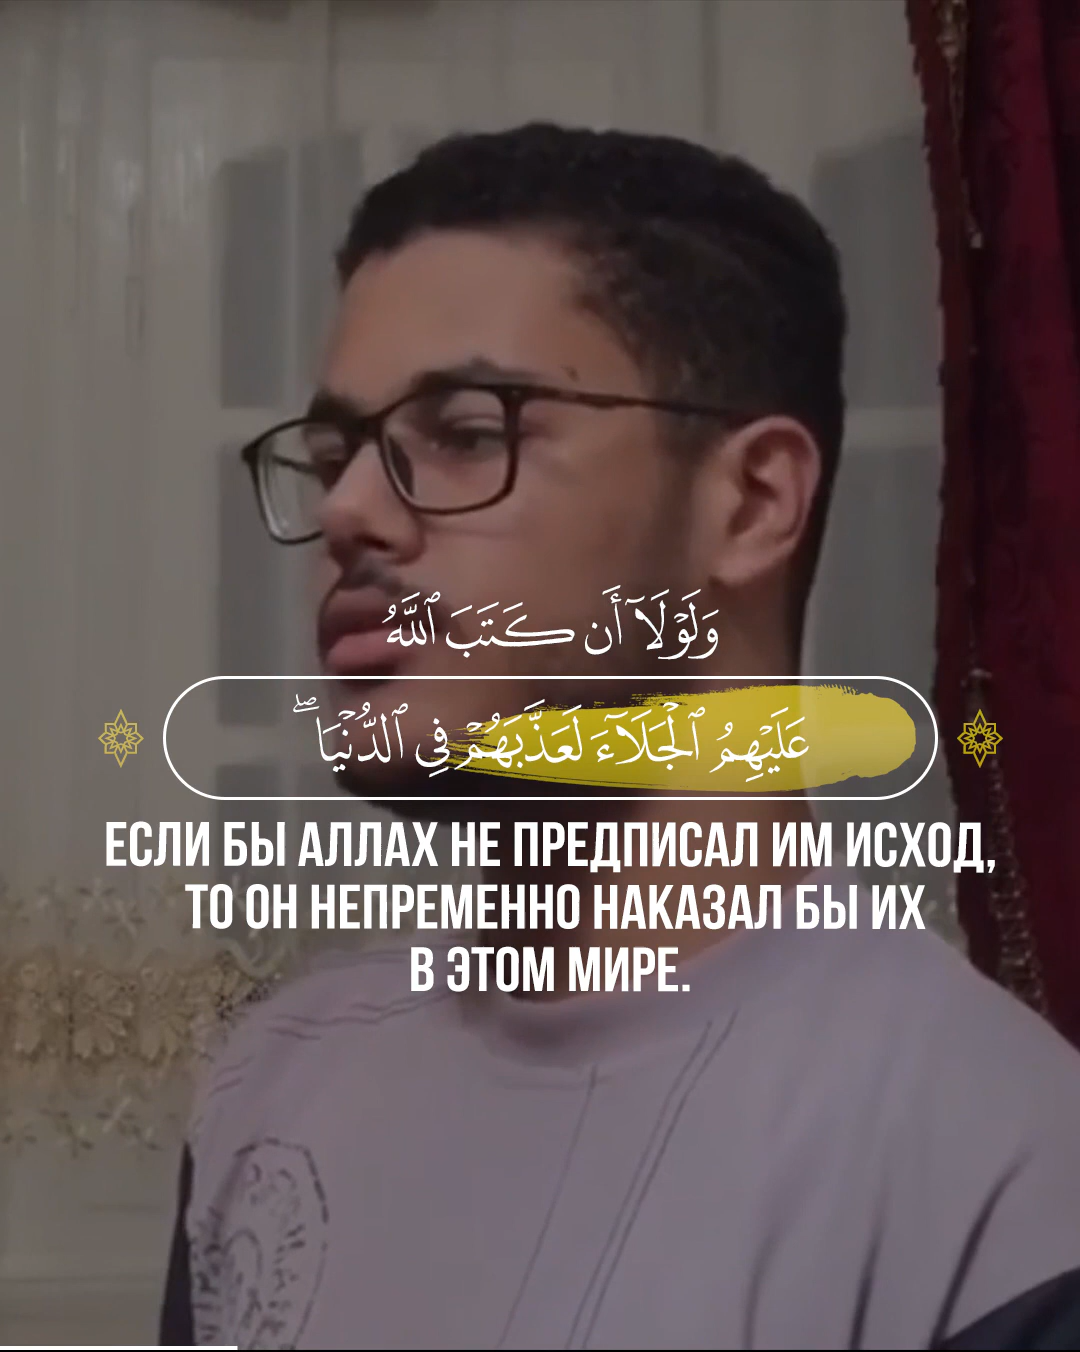 وَلَوْلَآ أَن كَتَبَ ٱللَّهُ
عَلَيْهِمُ ٱلْجَلَآءَ لَعَذَّبَهُمْ فِى ٱلدُّنْيَا ۖ
ЕСЛИ БЫ АЛЛАХ НЕ ПРЕДПИСАЛ ИМ ИСХОД,
ТО ОН НЕПРЕМЕННО НАКАЗАЛ БЫ ИХ
В ЭТОМ МИРЕ.